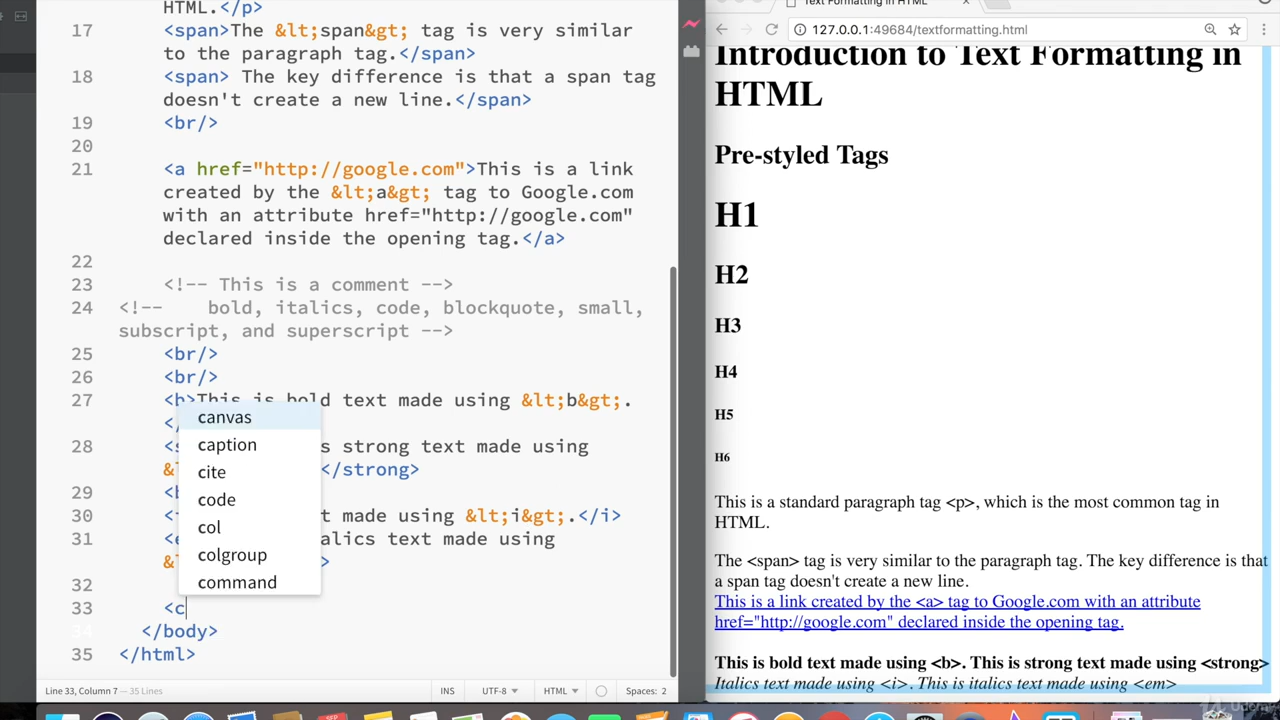 HTML.</p>
17 <span>The &lt;span&gt; tag is very similar
to the paragraph tag.</span>
18 <span> The key difference is that a span tag
doesn't create a new line.</span>
19 <br/>
20
21 <a href="http://google.com">This is a link
created by the &lt;a&gt; tag to Google.com
with an attribute href="http://google.com"
declared inside the opening tag.</a>
22
23 <!-- This is a comment -->
24 <!-- bold, italics, code, blockquote, small,
subscript, and superscript -->
25 <br/>
26 <br/>
27 <b>This is bold text made using &lt;b&gt;.
</
28 <s s strong text made using
&l </strong>
29 <b
30 <i t made using &lt;i&gt;.</i>
31 <e alics text made using
&l >
32
33 <c
34 </body>
35 </html>
canvas
caption
cite
code
col
colgroup
command
Line 33, Column 7 — 35 Lines
INS
UTF-8
HTML
Spaces: 2
Text Formatting in HTML
127.0.0.1:49684/textformatting.html
Introduction to Text Formatting in
HTML
Pre-styled Tags
H1
H2
H3
H4
H5
H6
This is a standard paragraph tag <p>, which is the most common tag in
HTML.
The <span> tag is very similar to the paragraph tag. The key difference is that
a span tag doesn't create a new line.
This is a link created by the <a> tag to Google.com with an attribute
href="http://google.com" declared inside the opening tag.
This is bold text made using <b>. This is strong text made using <strong>
Italics text made using <i>. This is italics text made using <em>
Udemy